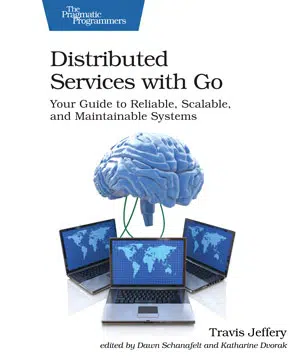 The
Pragmatic
Programmers
Distributed
Services with Go
Your Guide to Reliable, Scalable,
and Maintainable Systems
Travis Jeffery
edited by Dawn Schanafelt and Katharine Dvorak